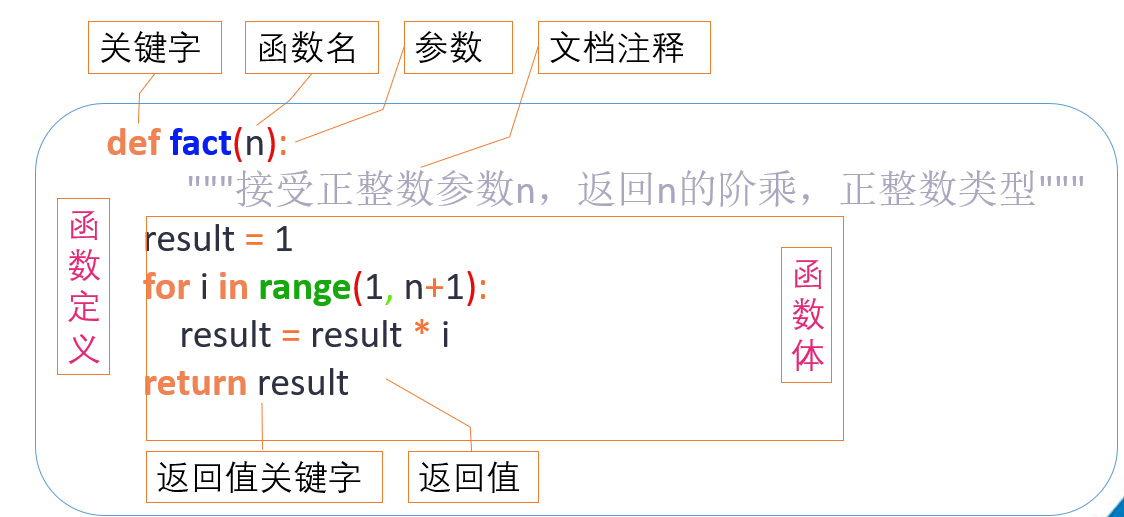 关键字 函数名 参数 文档注释
def fact(n):
"""接受正整数参数n，返回n的阶乘，正整数类型"""
函数定义
result = 1
for i in range(1, n+1):
result = result * i
return result
函数体
返回值关键字 返回值